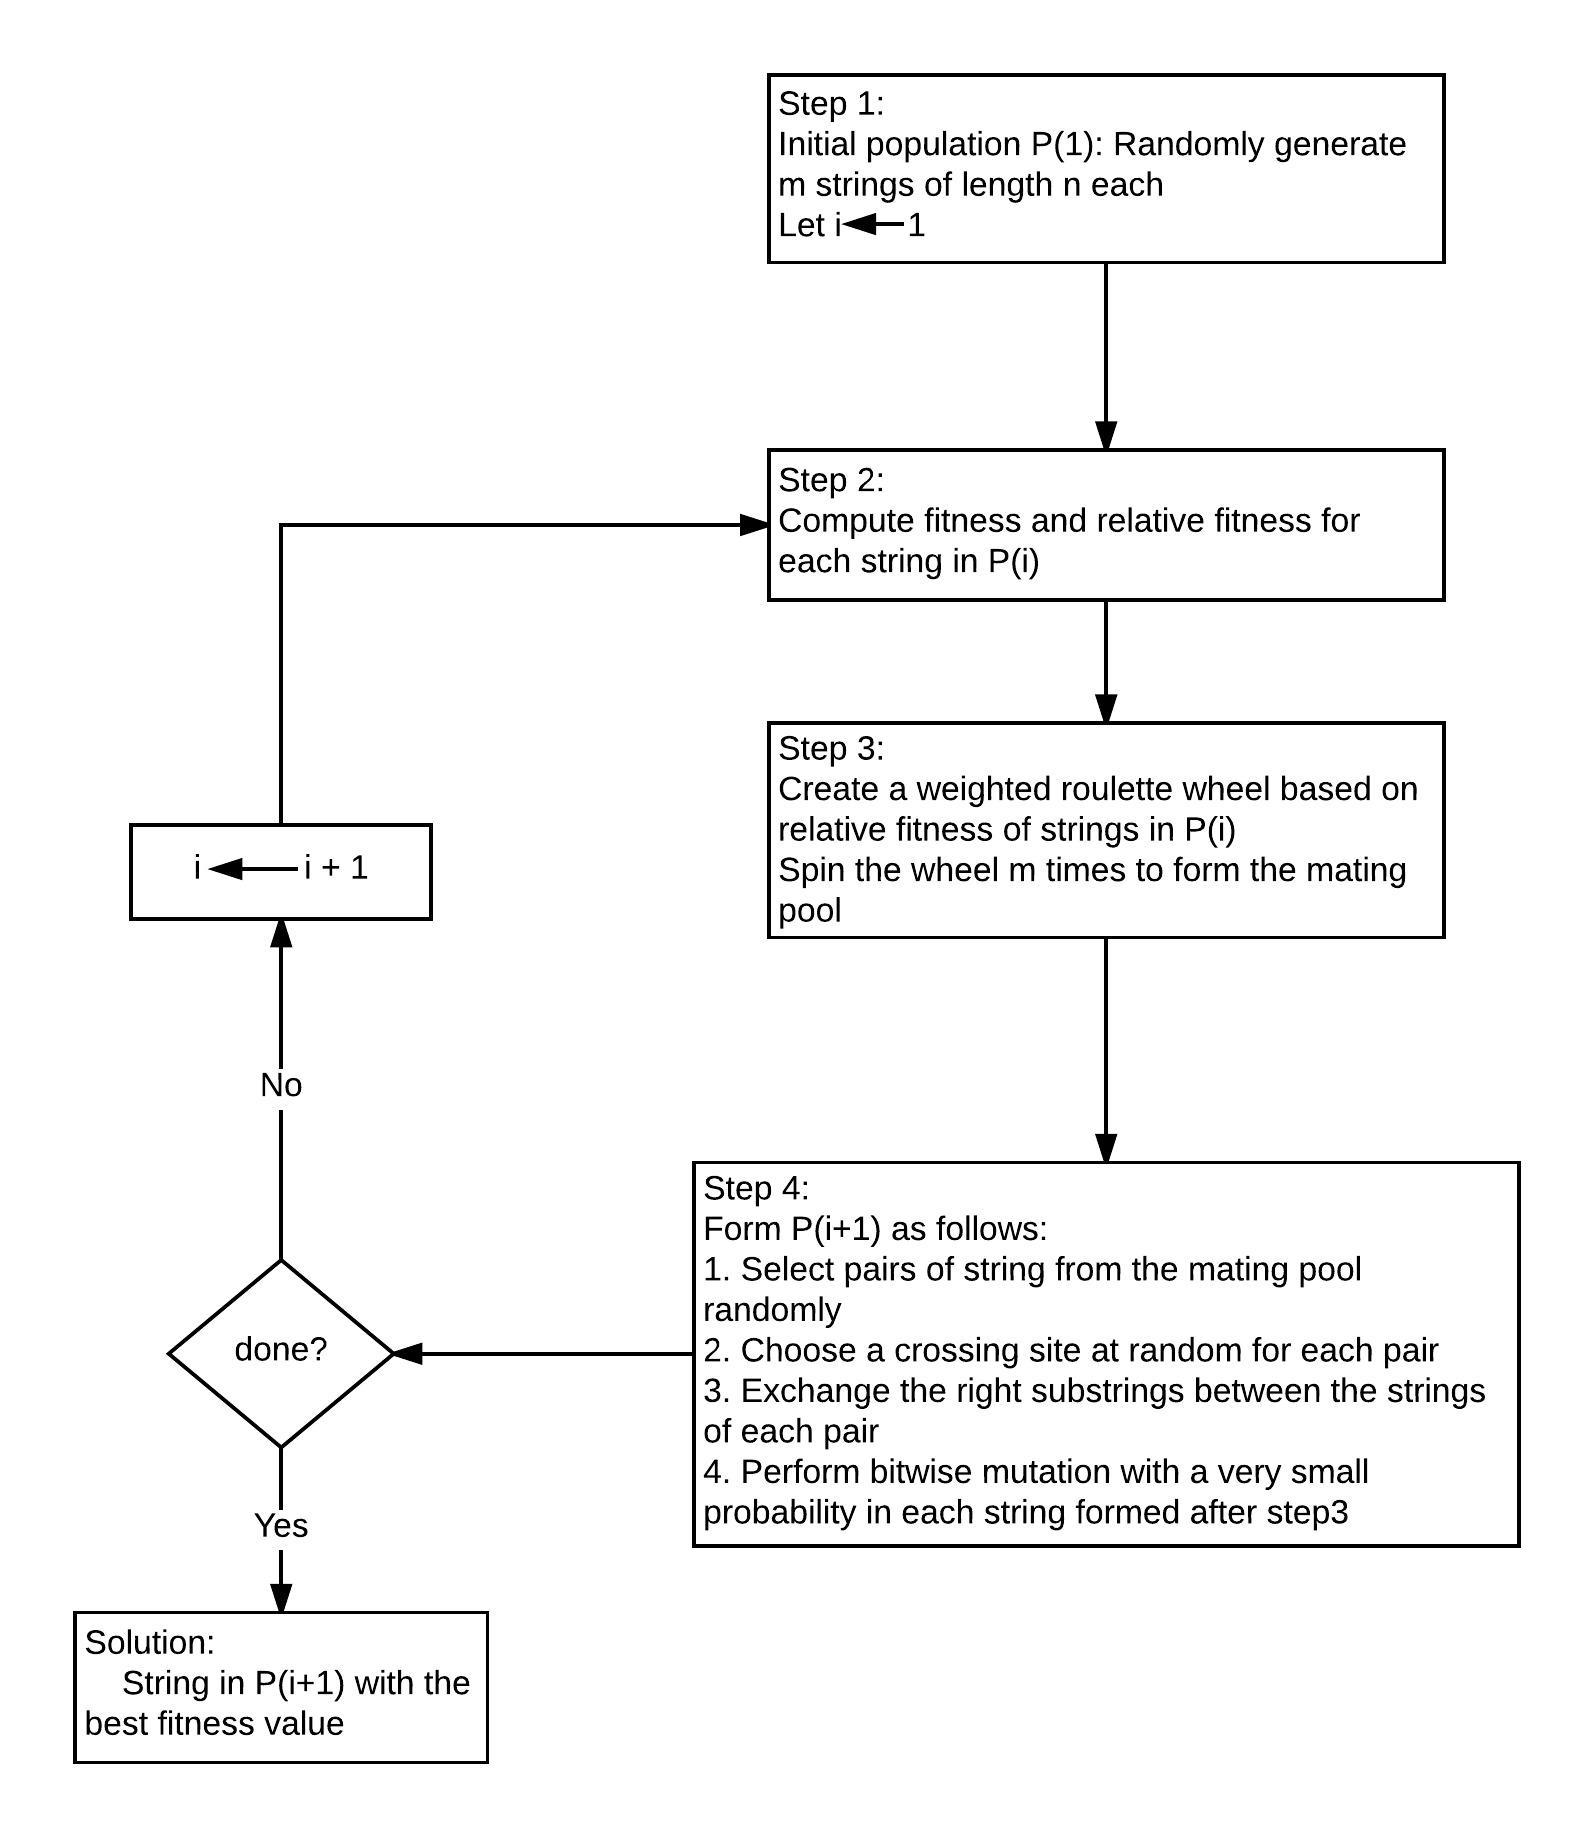 Step 1:
Initial population P(1): Randomly generate
m strings of length n each
Let i←1
Step 2:
Compute fitness and relative fitness for
each string in P(i)
Step 3:
Create a weighted roulette wheel based on
relative fitness of strings in P(i)
Spin the wheel m times to form the mating
pool
i ← i + 1
No
Step 4:
Form P(i+1) as follows:
1. Select pairs of string from the mating pool
randomly
2. Choose a crossing site at random for each pair
3. Exchange the right substrings between the strings
of each pair
4. Perform bitwise mutation with a very small
probability in each string formed after step3
done?
Yes
Solution:
String in P(i+1) with the
best fitness value